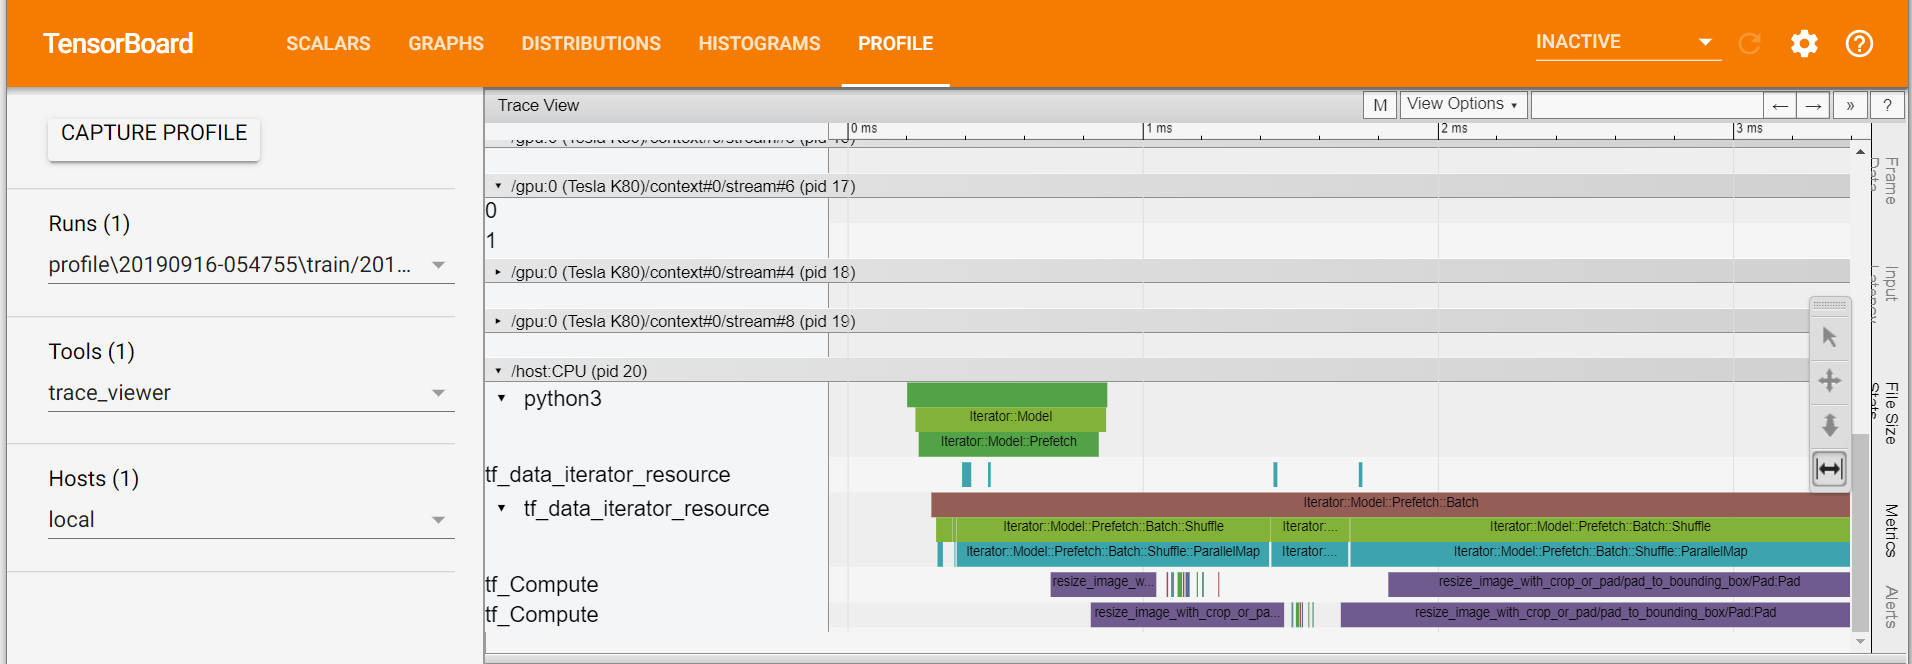 TensorBoard SCALARS GRAPHS DISTRIBUTIONS HISTOGRAMS PROFILE INACTIVE
CAPTURE PROFILE
Runs (1)
profile\20190916-054755\train/201...
Tools (1)
trace_viewer
Hosts (1)
local
Trace View M View Options ← → » ?
0 ms 1 ms 2 ms 3 ms
/gpu:0 (Tesla K80)/context#0/stream#6 (pid 17)
0
1
/gpu:0 (Tesla K80)/context#0/stream#4 (pid 18)
/gpu:0 (Tesla K80)/context#0/stream#8 (pid 19)
/host:CPU (pid 20)
python3
Iterator::Model
Iterator::Model::Prefetch
tf_data_iterator_resource
tf_data_iterator_resource
Iterator::Model::Prefetch::Batch
Iterator::Model::Prefetch::Batch::Shuffle Iterator:... Iterator::Model::Prefetch::Batch::Shuffle
Iterator::Model::Prefetch::Batch::Shuffle::ParallelMap Iterator:... Iterator::Model::Prefetch::Batch::Shuffle::ParallelMap
tf_Compute resize_image_w... resize_image_with_crop_or_pad/pad_to_bounding_box/Pad:Pad
tf_Compute resize_image_with_crop_or_pa... resize_image_with_crop_or_pad/pad_to_bounding_box/Pad:Pad
Frame
Input
File Size
Metrics
Alerts